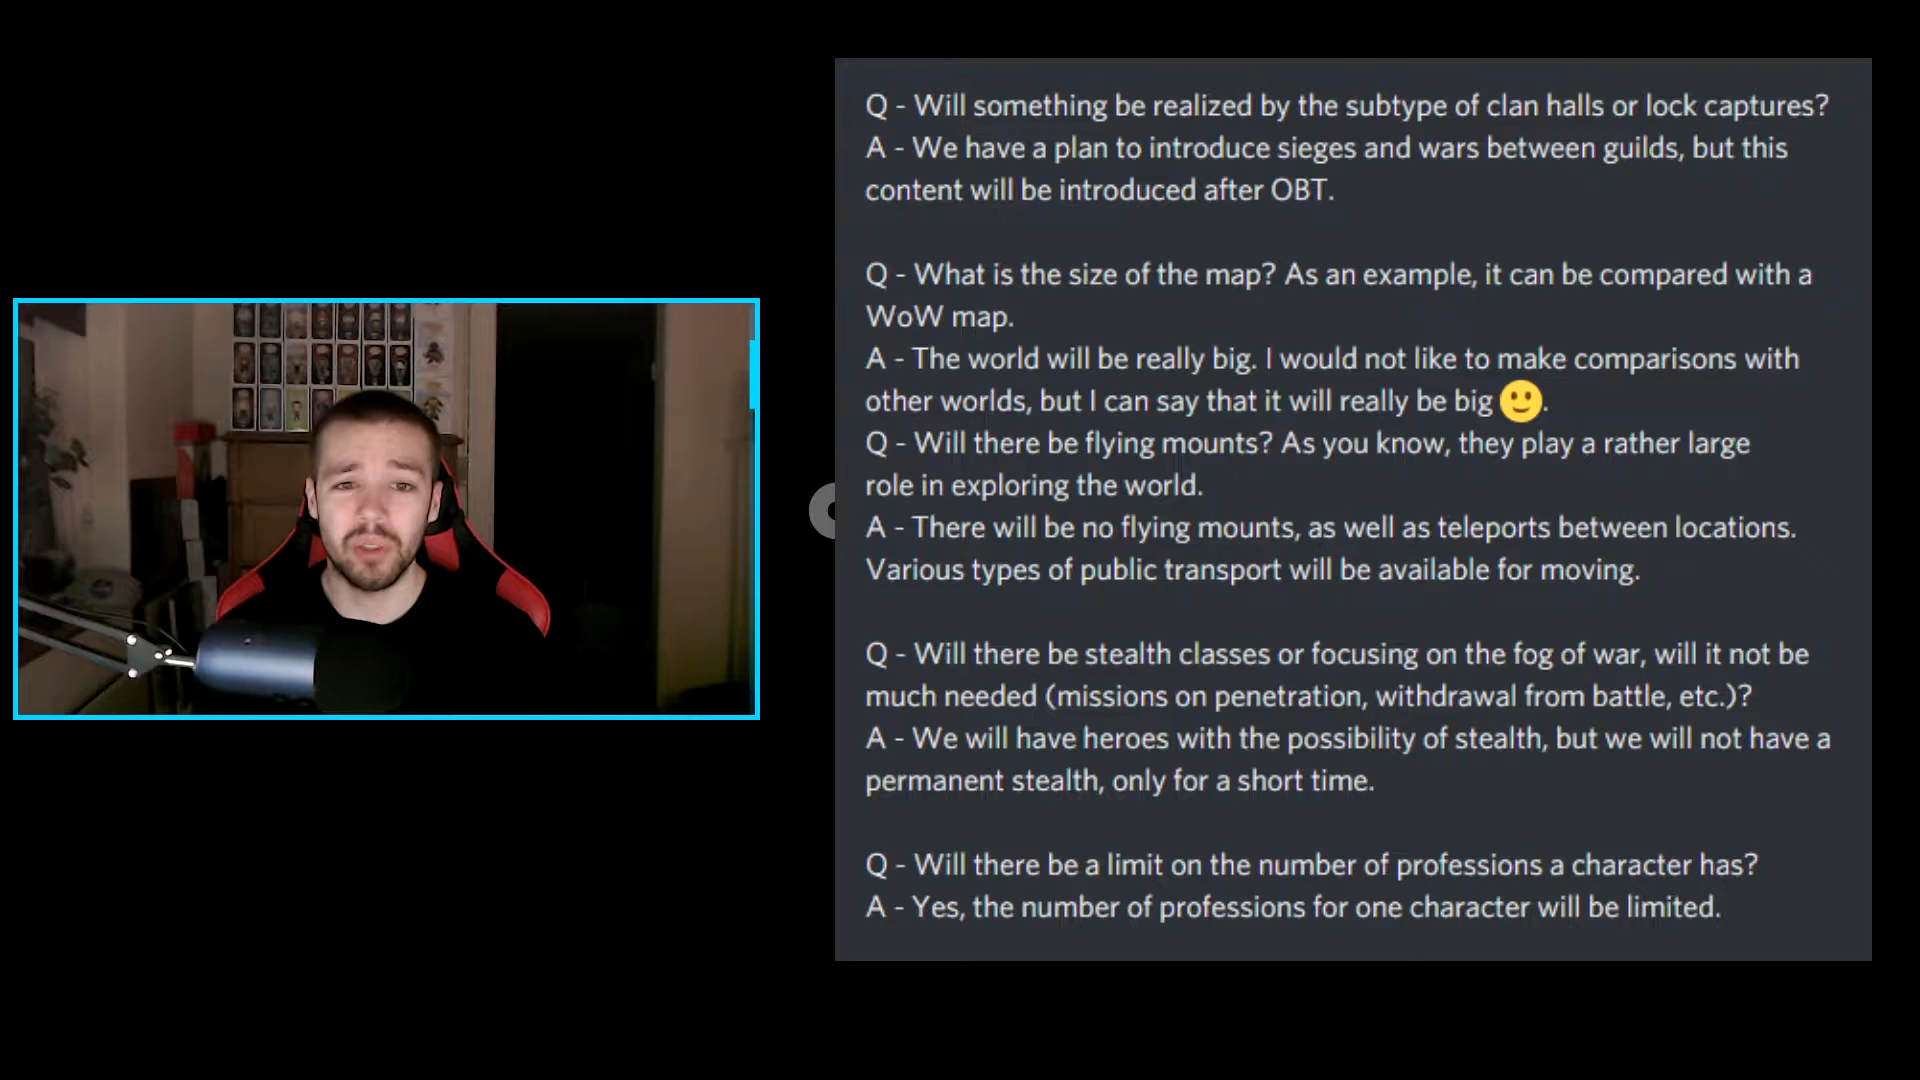 Q - Will something be realized by the subtype of clan halls or lock captures?
A - We have a plan to introduce sieges and wars between guilds, but this
content will be introduced after OBT.
Q - What is the size of the map? As an example, it can be compared with a
WoW map.
A - The world will be really big. I would not like to make comparisons with
other worlds, but I can say that it will really be big 🙂.
Q - Will there be flying mounts? As you know, they play a rather large
role in exploring the world.
A - There will be no flying mounts, as well as teleports between locations.
Various types of public transport will be available for moving.
Q - Will there be stealth classes or focusing on the fog of war, will it not be
much needed (missions on penetration, withdrawal from battle, etc.)?
A - We will have heroes with the possibility of stealth, but we will not have a
permanent stealth, only for a short time.
Q - Will there be a limit on the number of professions a character has?
A - Yes, the number of professions for one character will be limited.